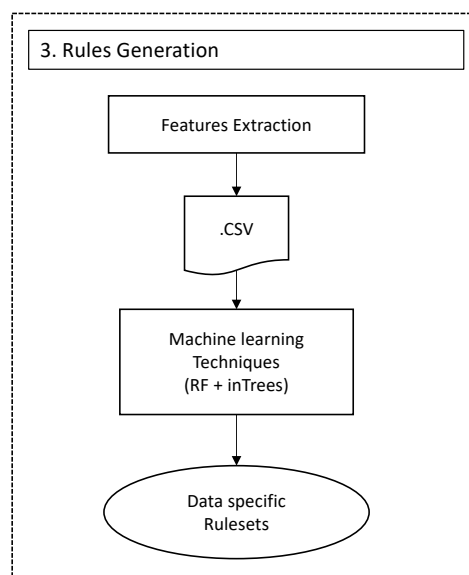 3. Rules Generation
Features Extraction
.CSV
Machine learning
Techniques
(RF + inTrees)
Data specific
Rulesets